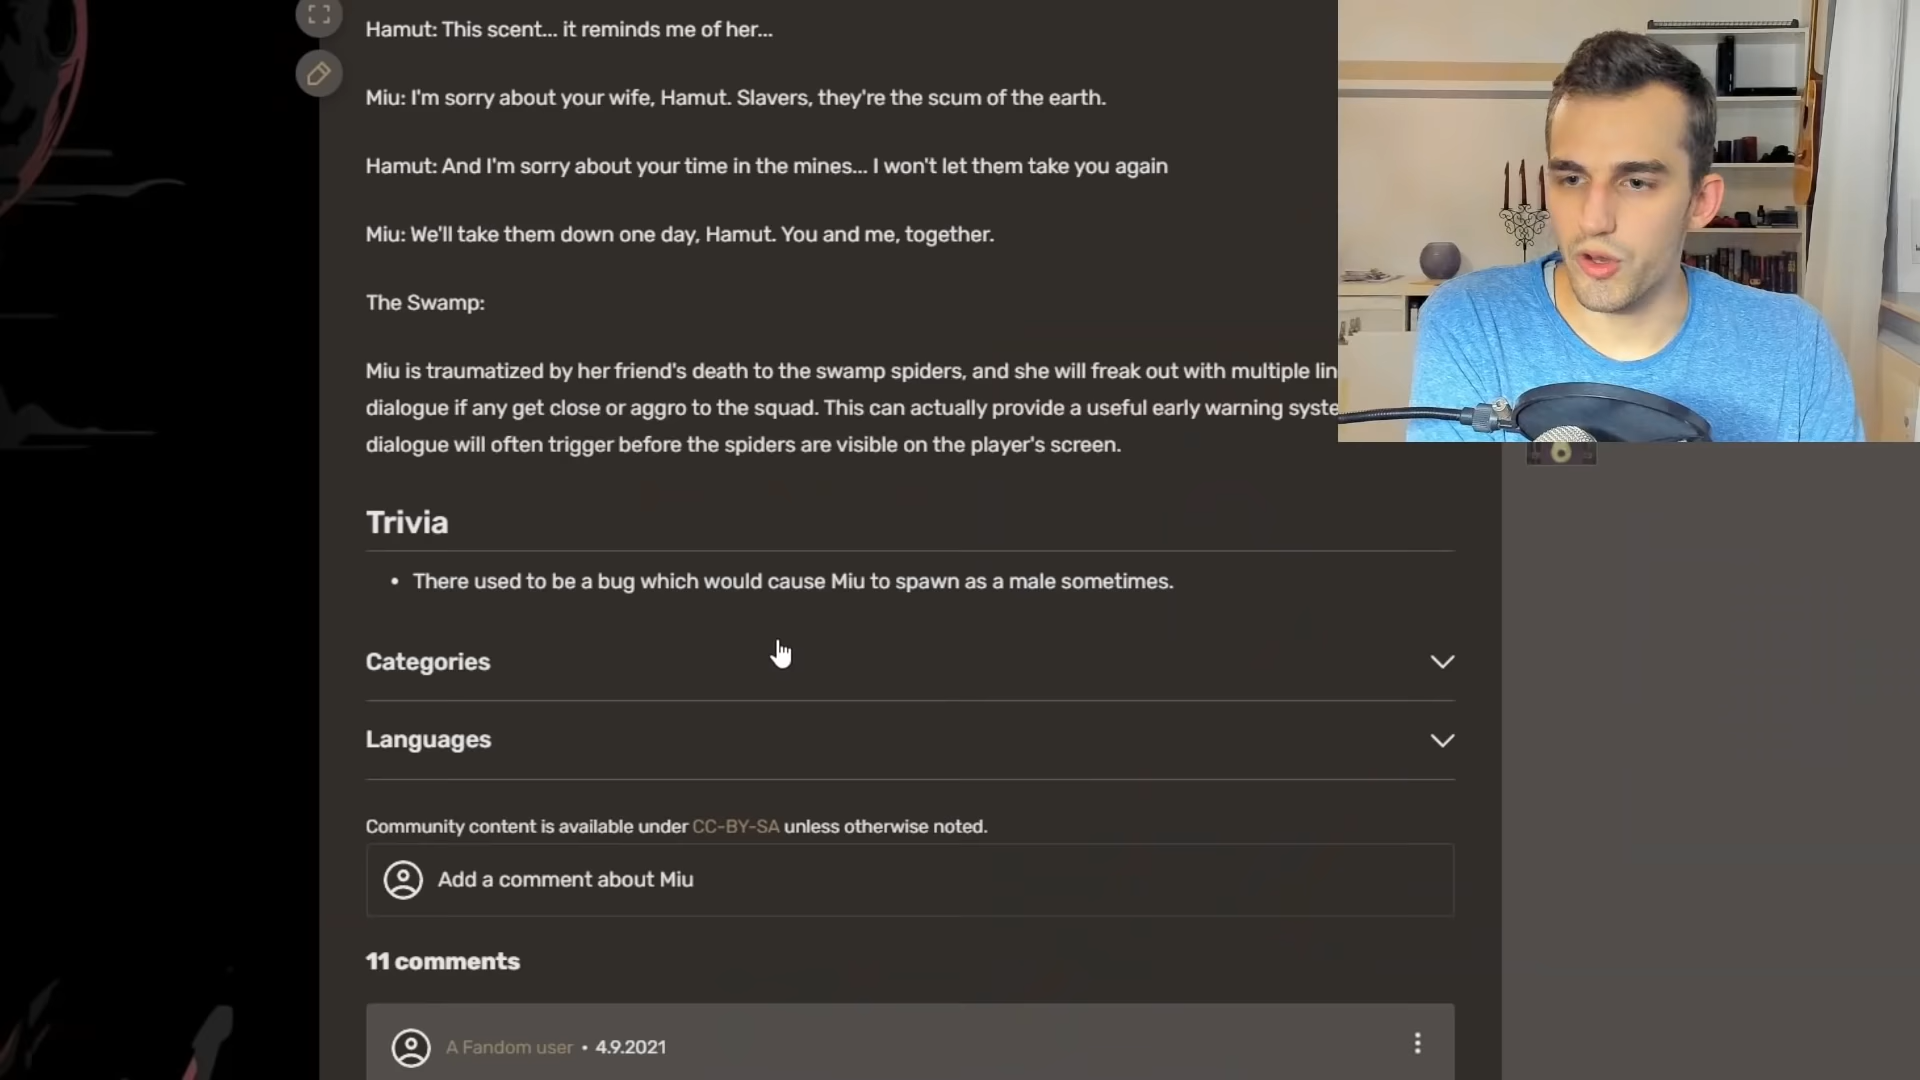 Hamut: This scent... it reminds me of her...
Miu: I'm sorry about your wife, Hamut. Slavers, they're the scum of the earth.
Hamut: And I'm sorry about your time in the mines... I won't let them take you again
Miu: We'll take them down one day, Hamut. You and me, together.
The Swamp:
Miu is traumatized by her friend's death to the swamp spiders, and she will freak out with multiple
dialogue if any get close or aggro to the squad. This can actually provide a useful early warning
dialogue will often trigger before the spiders are visible on the player's screen.
Trivia
• There used to be a bug which would cause Miu to spawn as a male sometimes.
Categories
Languages
Community content is available under CC-BY-SA unless otherwise noted.
Add a comment about Miu
11 comments
A Fandom user • 4.9.2021